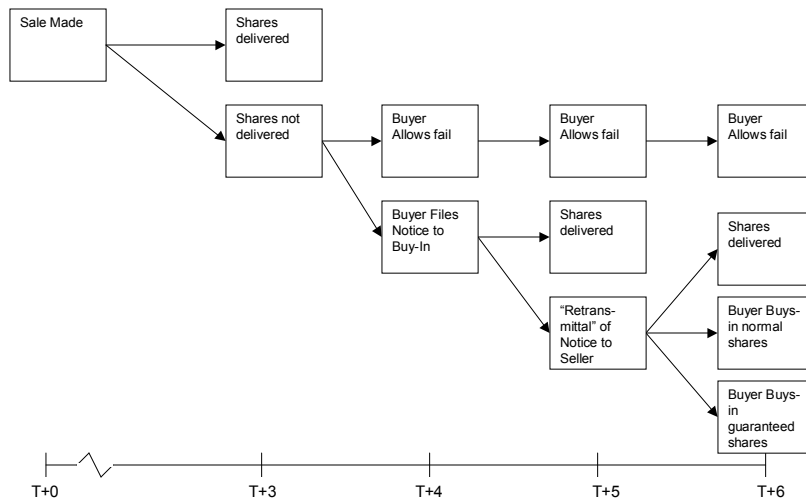 Sale Made
Shares
delivered
Shares not
delivered
Buyer
Allows fail
Buyer
Allows fail
Buyer
Allows fail
Buyer Files
Notice to
Buy-In
Shares
delivered
Shares
delivered
“Retrans-
mittal” of
Notice to
Seller
Buyer Buys-
in normal
shares
Buyer Buys-
in
guaranteed
shares
T+0
T+3
T+4
T+5
T+6